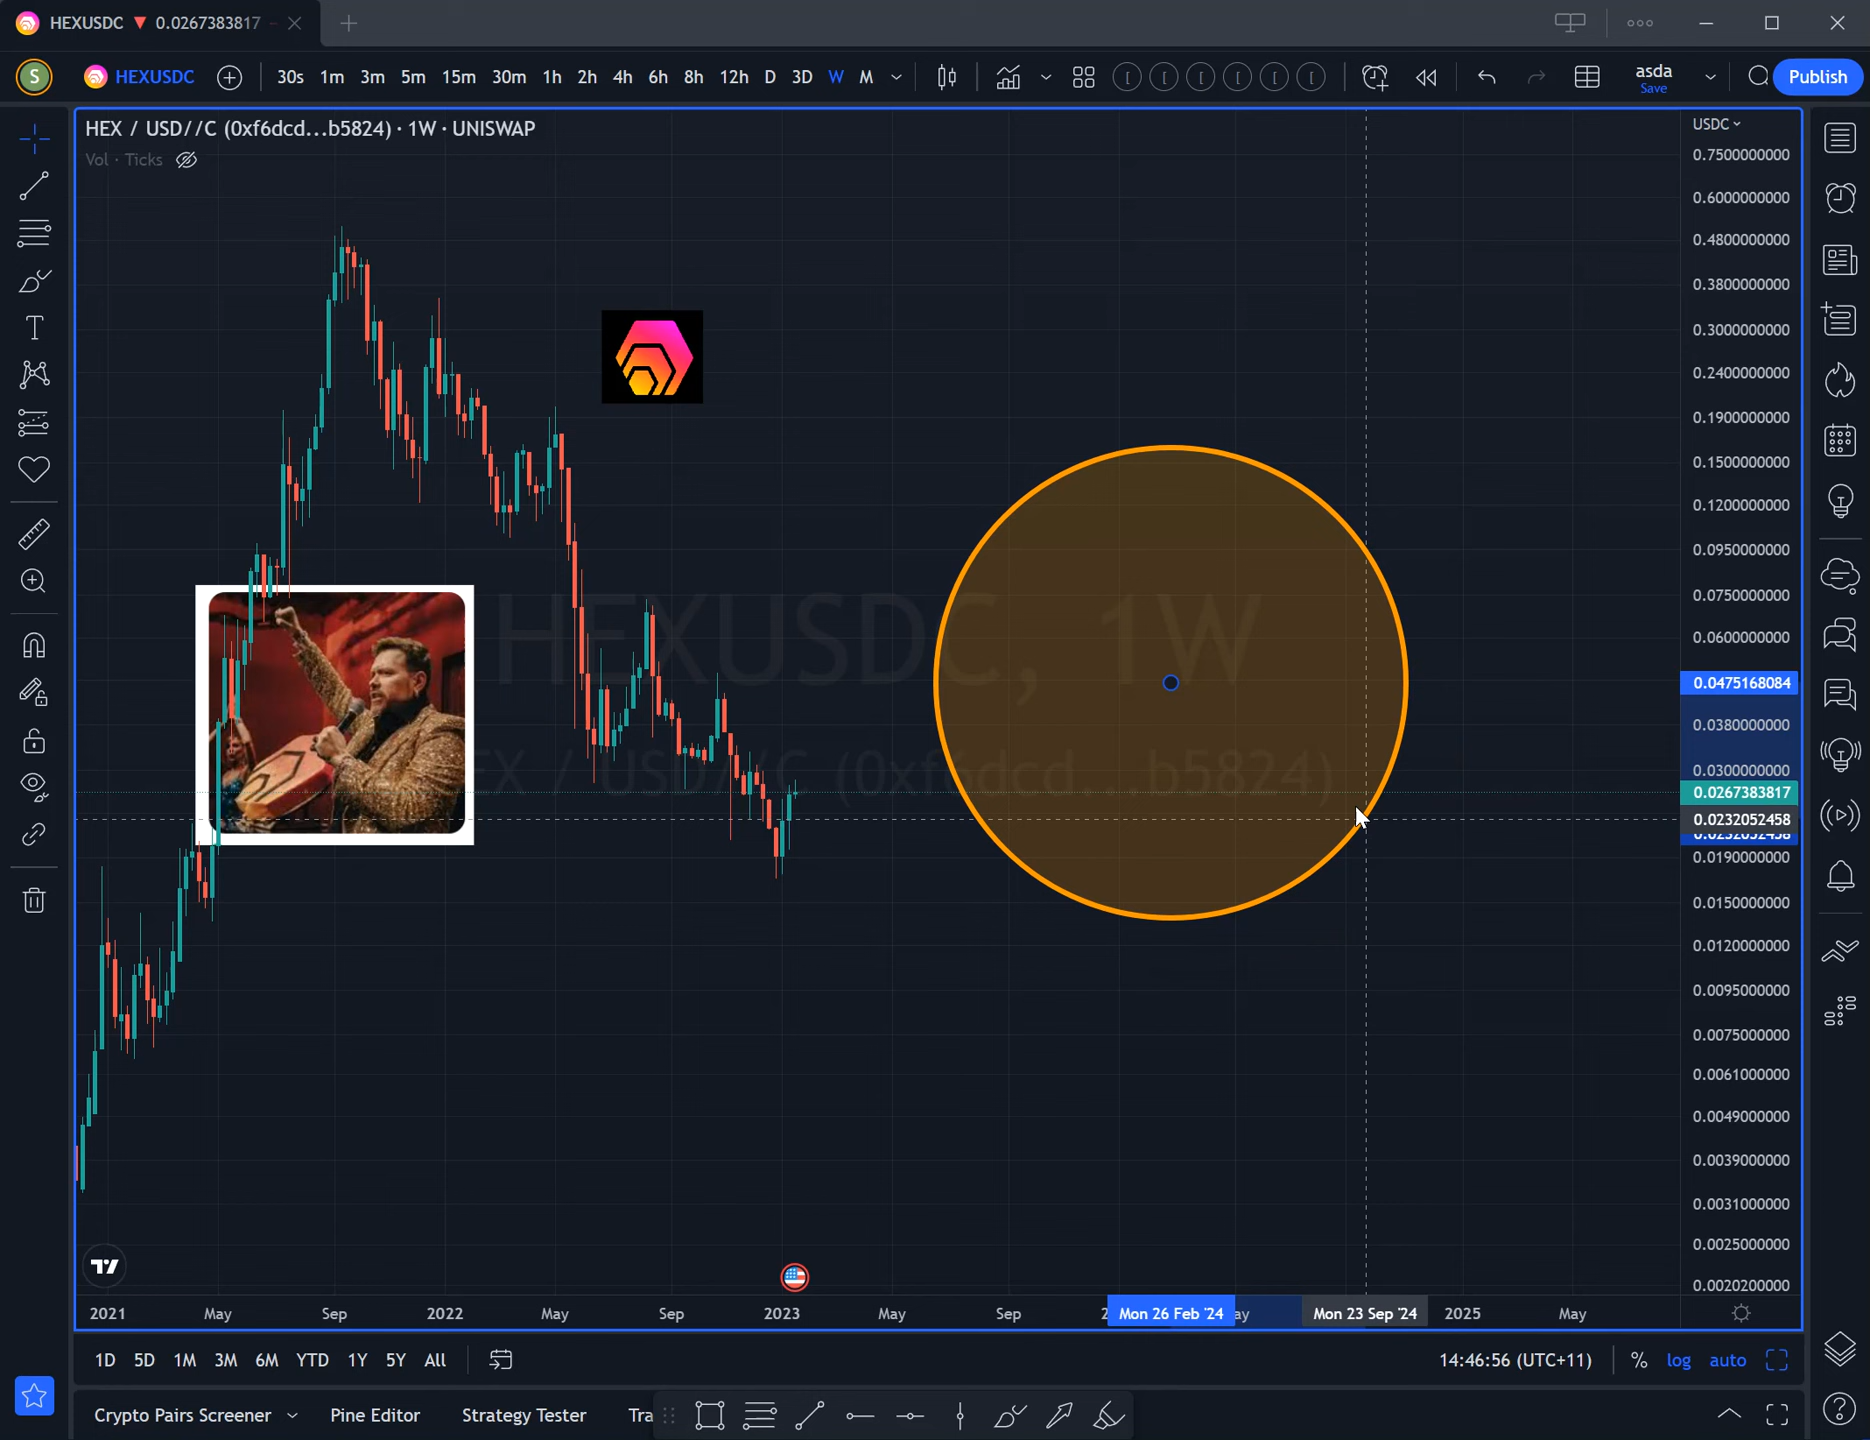 HEXUSDC ▼ 0.0267383817
S HEXUSDC 30s 1m 3m 5m 15m 30m 1h 2h 4h 6h 8h 12h D 3D W M asda Publish
Save
HEX / USD//C (0xf6dcd...b5824) · 1W · UNISWAP
Vol · Ticks
USDC
0.7500000000
0.6000000000
0.4800000000
0.3800000000
0.3000000000
0.2400000000
0.1900000000
0.1500000000
0.1200000000
0.0950000000
0.0750000000
0.0600000000
HEXUSDC, 1W
0.0475168084
0.0380000000
0.0300000000
HEX / USD//C (0xf6dcd...b5824)
0.0267383817
0.0232052458
0.0232052458
0.0190000000
0.0150000000
0.0120000000
0.0095000000
0.0075000000
0.0061000000
0.0049000000
0.0039000000
0.0031000000
0.0025000000
0.0020200000
2021 May Sep 2022 May Sep 2023 May Sep Mon 26 Feb '24 Mon 23 Sep '24 2025 May
1D 5D 1M 3M 6M YTD 1Y 5Y All 14:46:56 (UTC+11) % log auto
Crypto Pairs Screener Pine Editor Strategy Tester